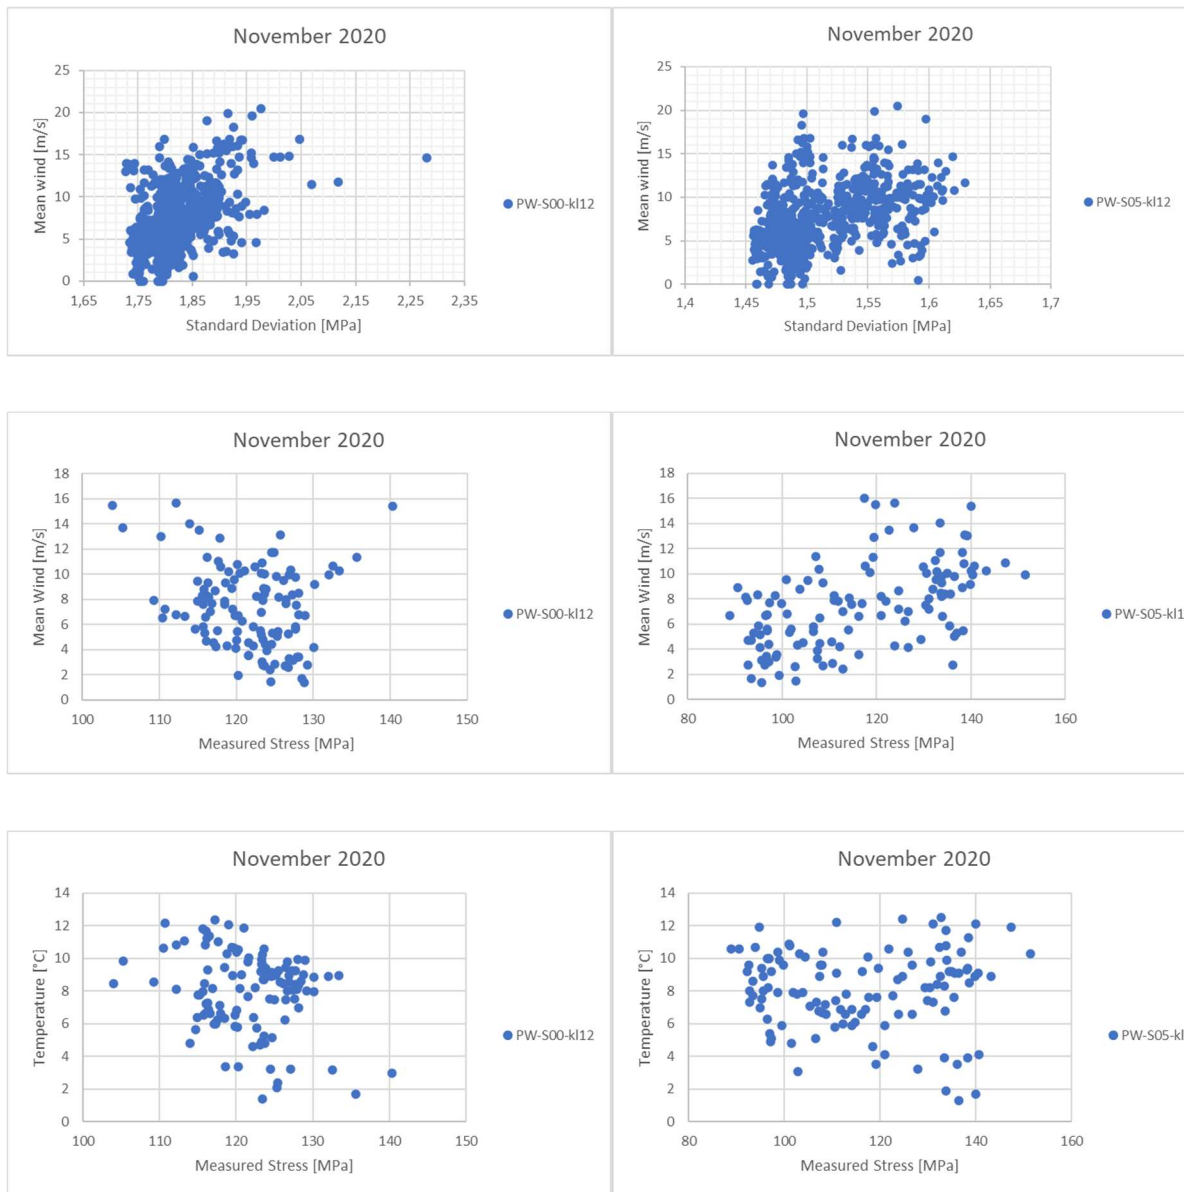 November 2020
25
20
15
10
5
0
1,65 1,75 1,85 1,95 2,05 2,15 2,25 2,35
Mean wind [m/s]
Standard Deviation [MPa]
PW-S00-kl12
November 2020
25
20
15
10
5
0
1,4 1,45 1,5 1,55 1,6 1,65 1,7
Mean wind [m/s]
Standard Deviation [MPa]
PW-S05-kl12
November 2020
18
16
14
12
10
8
6
4
2
0
100 110 120 130 140 150
Mean Wind [m/s]
Measured Stress [MPa]
PW-S00-kl12
November 2020
18
16
14
12
10
8
6
4
2
0
80 100 120 140 160
Mean Wind [m/s]
Measured Stress [MPa]
PW-S05-kl1
November 2020
14
12
10
8
6
4
2
0
100 110 120 130 140 150
Temperature [°C]
Measured Stress [MPa]
PW-S00-kl12
November 2020
14
12
10
8
6
4
2
0
80 100 120 140 160
Temperature [°C]
Measured Stress [MPa]
PW-S05-kl